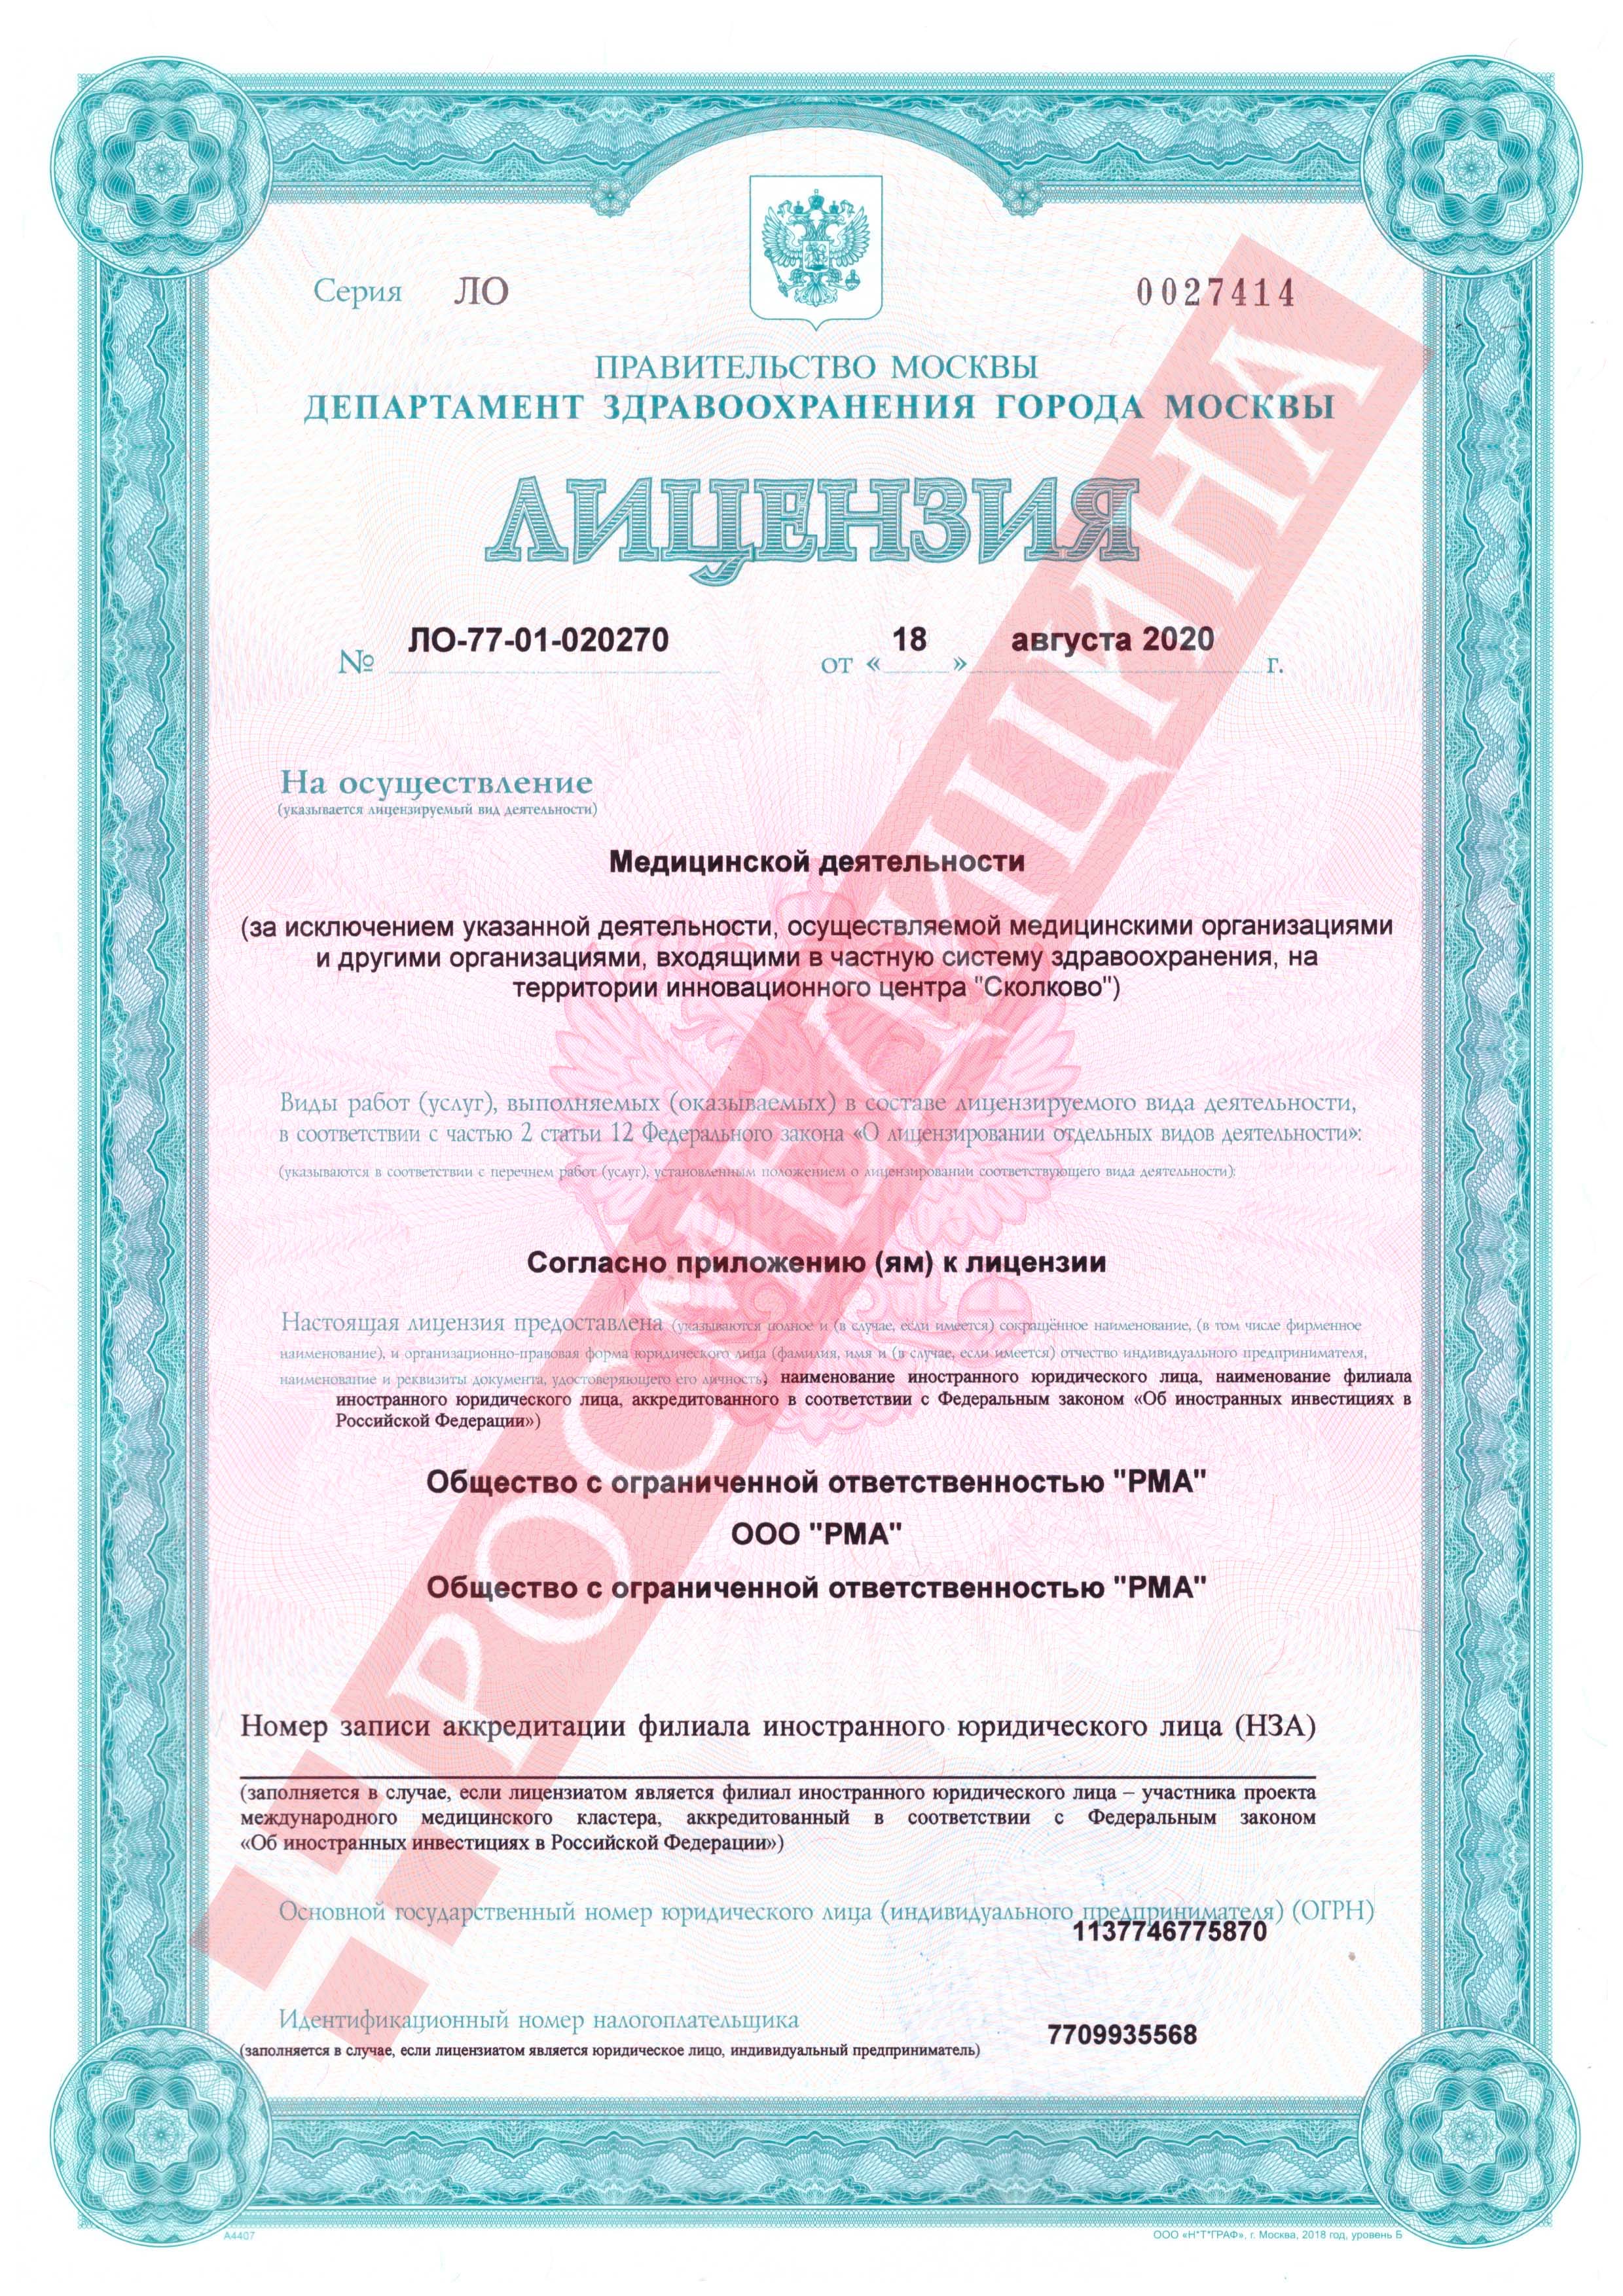 Серия ЛО 0027414
ПРАВИТЕЛЬСТВО МОСКВЫ
ДЕПАРТАМЕНТ ЗДРАВООХРАНЕНИЯ ГОРОДА МОСКВЫ
ЛИЦЕНЗИЯ
№ ЛО-77-01-020270 от « 18 » августа 2020 г.
На осуществление
(указывается лицензируемый вид деятельности)
Медицинской деятельности
(за исключением указанной деятельности, осуществляемой медицинскими организациями
и другими организациями, входящими в частную систему здравоохранения, на
территории инновационного центра "Сколково")
Виды работ (услуг), выполняемых (оказываемых) в составе лицензируемого вида деятельности,
в соответствии с частью 2 статьи 12 Федерального закона «О лицензировании отдельных видов деятельности»:
(указываются в соответствии с перечнем работ (услуг), установленным положением о лицензировании соответствующего вида деятельности):
Согласно приложению (ям) к лицензии
Настоящая лицензия предоставлена (указываются полное и (в случае, если имеется) сокращённое наименование, (в том числе фирменное
наименование), и организационно-правовая форма юридического лица (фамилия, имя и (в случае, если имеется) отчество индивидуального предпринимателя,
наименование и реквизиты документа, удостоверяющего его личность, наименование иностранного юридического лица, наименование филиала
иностранного юридического лица, аккредитованного в соответствии с Федеральным законом «Об иностранных инвестициях в
Российской Федерации»)
Общество с ограниченной ответственностью "РМА"
ООО "РМА"
Общество с ограниченной ответственностью "РМА"
Номер записи аккредитации филиала иностранного юридического лица (НЗА)
(заполняется в случае, если лицензиатом является филиал иностранного юридического лица – участника проекта
международного медицинского кластера, аккредитованный в соответствии с Федеральным законом
«Об иностранных инвестициях в Российской Федерации»)
Основной государственный номер юридического лица (индивидуального предпринимателя) (ОГРН)
1137746775870
Идентификационный номер налогоплательщика 7709935568
(заполняется в случае, если лицензиатом является юридическое лицо, индивидуальный предприниматель)
А4407 ООО «Н*Т*ГРАФ», г. Москва, 2018 год, уровень Б
РОСМЕДИЦИНА